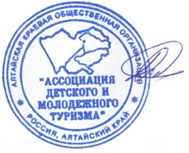 АЛТАЙСКАЯ КРАЕВАЯ ОБЩЕСТВЕННАЯ ОРГАНИЗАЦИЯ
"АССОЦИАЦИЯ
ДЕТСКОГО И
МОЛОДЕЖНОГО
ТУРИЗМА"
* РОССИЯ, АЛТАЙСКИЙ КРАЙ *